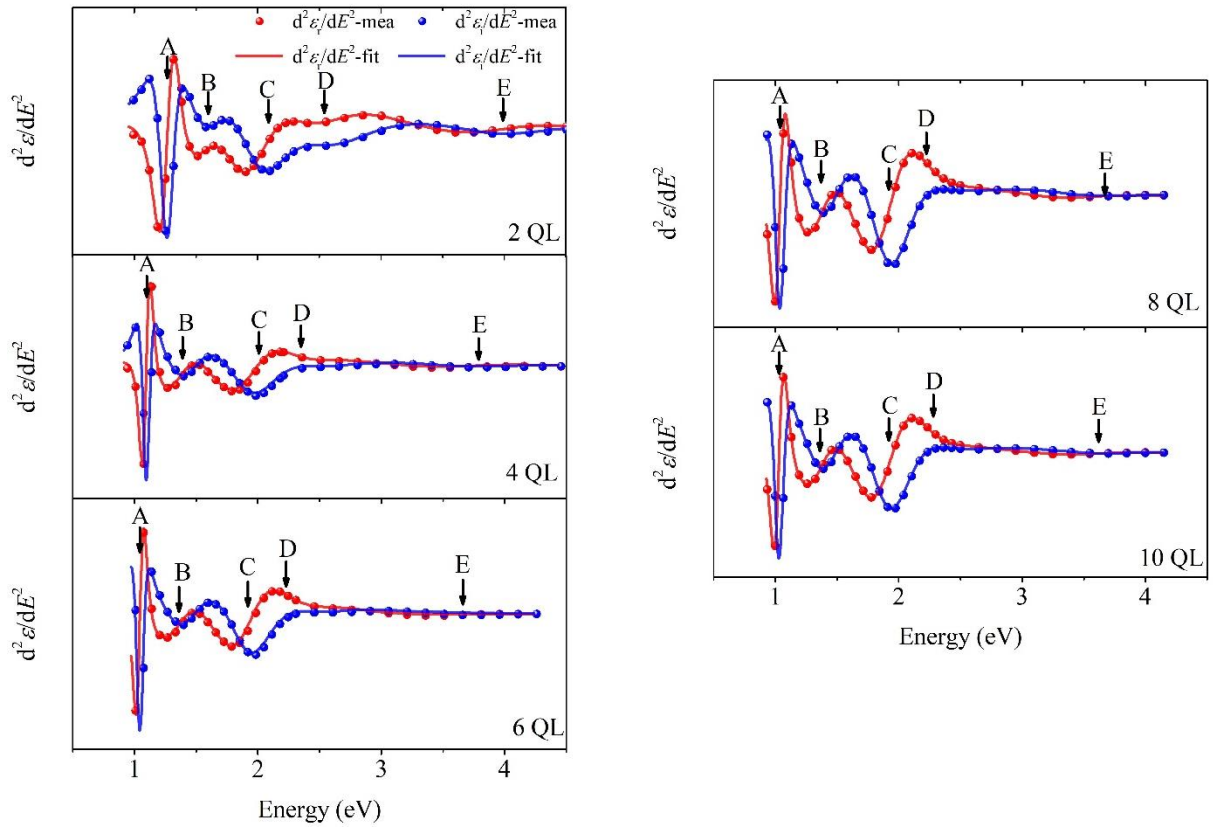 d²εr/dE²-mea d²εi/dE²-mea
d²εr/dE²-fit d²εi/dE²-fit
A
B
C
D
E
d²ε/dE²
2 QL
A
B
C
D
E
d²ε/dE²
4 QL
A
B
C
D
E
d²ε/dE²
6 QL
1 2 3 4
Energy (eV)
A
B
C
D
E
d²ε/dE²
8 QL
A
B
C
D
E
d²ε/dE²
10 QL
1 2 3 4
Energy (eV)